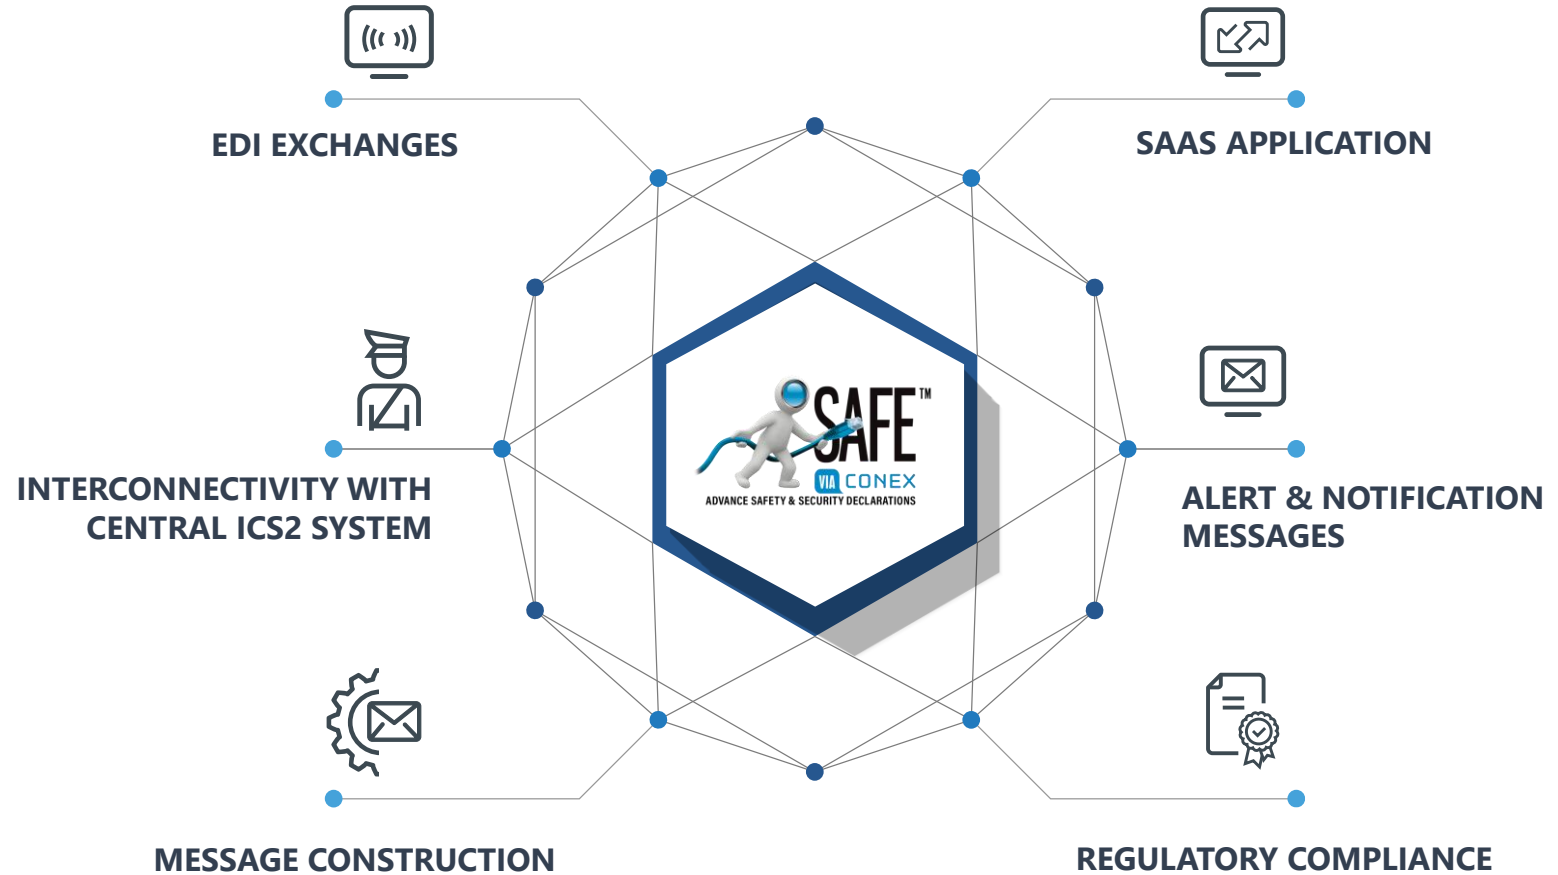 EDI EXCHANGES
SAAS APPLICATION
SAFE™
VIA CONEX
ADVANCE SAFETY & SECURITY DECLARATIONS
INTERCONNECTIVITY WITH
CENTRAL ICS2 SYSTEM
ALERT & NOTIFICATION
MESSAGES
MESSAGE CONSTRUCTION
REGULATORY COMPLIANCE